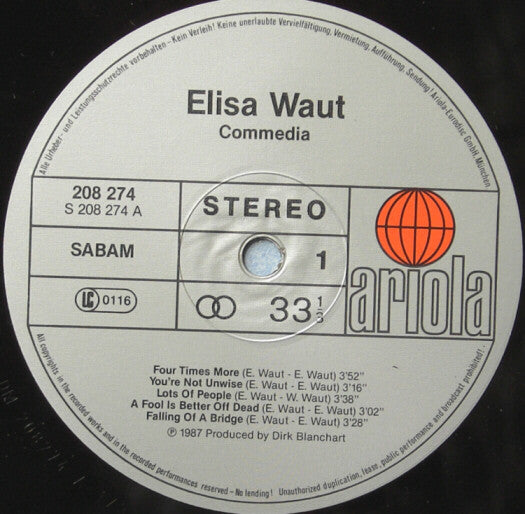 Alle Urheber- und Leistungsschutzrechte vorbehalten - Kein Verleih! Keine unerlaubte Vervielfältigung, Vermietung, Aufführung, Sendung! Ariola-Eurodisc GmbH, München.
Elisa Waut
Commedia
208 274
S 208 274 A
STEREO
SABAM
1
ariola
LC 0116
33 1/3
Four Times More (E. Waut - E. Waut) 3'52"
You're Not Unwise (E. Waut - E. Waut) 3'16"
Lots Of People (E. Waut - W. Waut) 3'38"
A Fool Is Better Off Dead (E. Waut - E. Waut) 3'02"
Falling Of A Bridge (E. Waut - E. Waut) 3'28"
℗ 1987 Produced by Dirk Blanchart
All copyrights in the recorded works and in the recorded performances reserved - No lending! Unauthorized duplication, lease, public performance and broadcast prohibited!